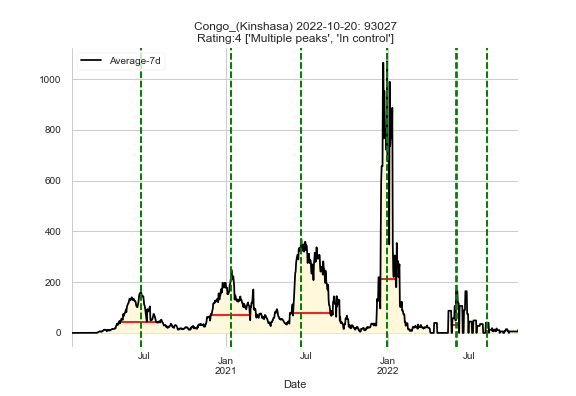 Congo_(Kinshasa) 2022-10-20: 93027
Rating:4 ['Multiple peaks', 'In control']
Average-7d
1000
800
600
400
200
0
Jul
Jan
2021
Jul
Jan
2022
Jul
Date